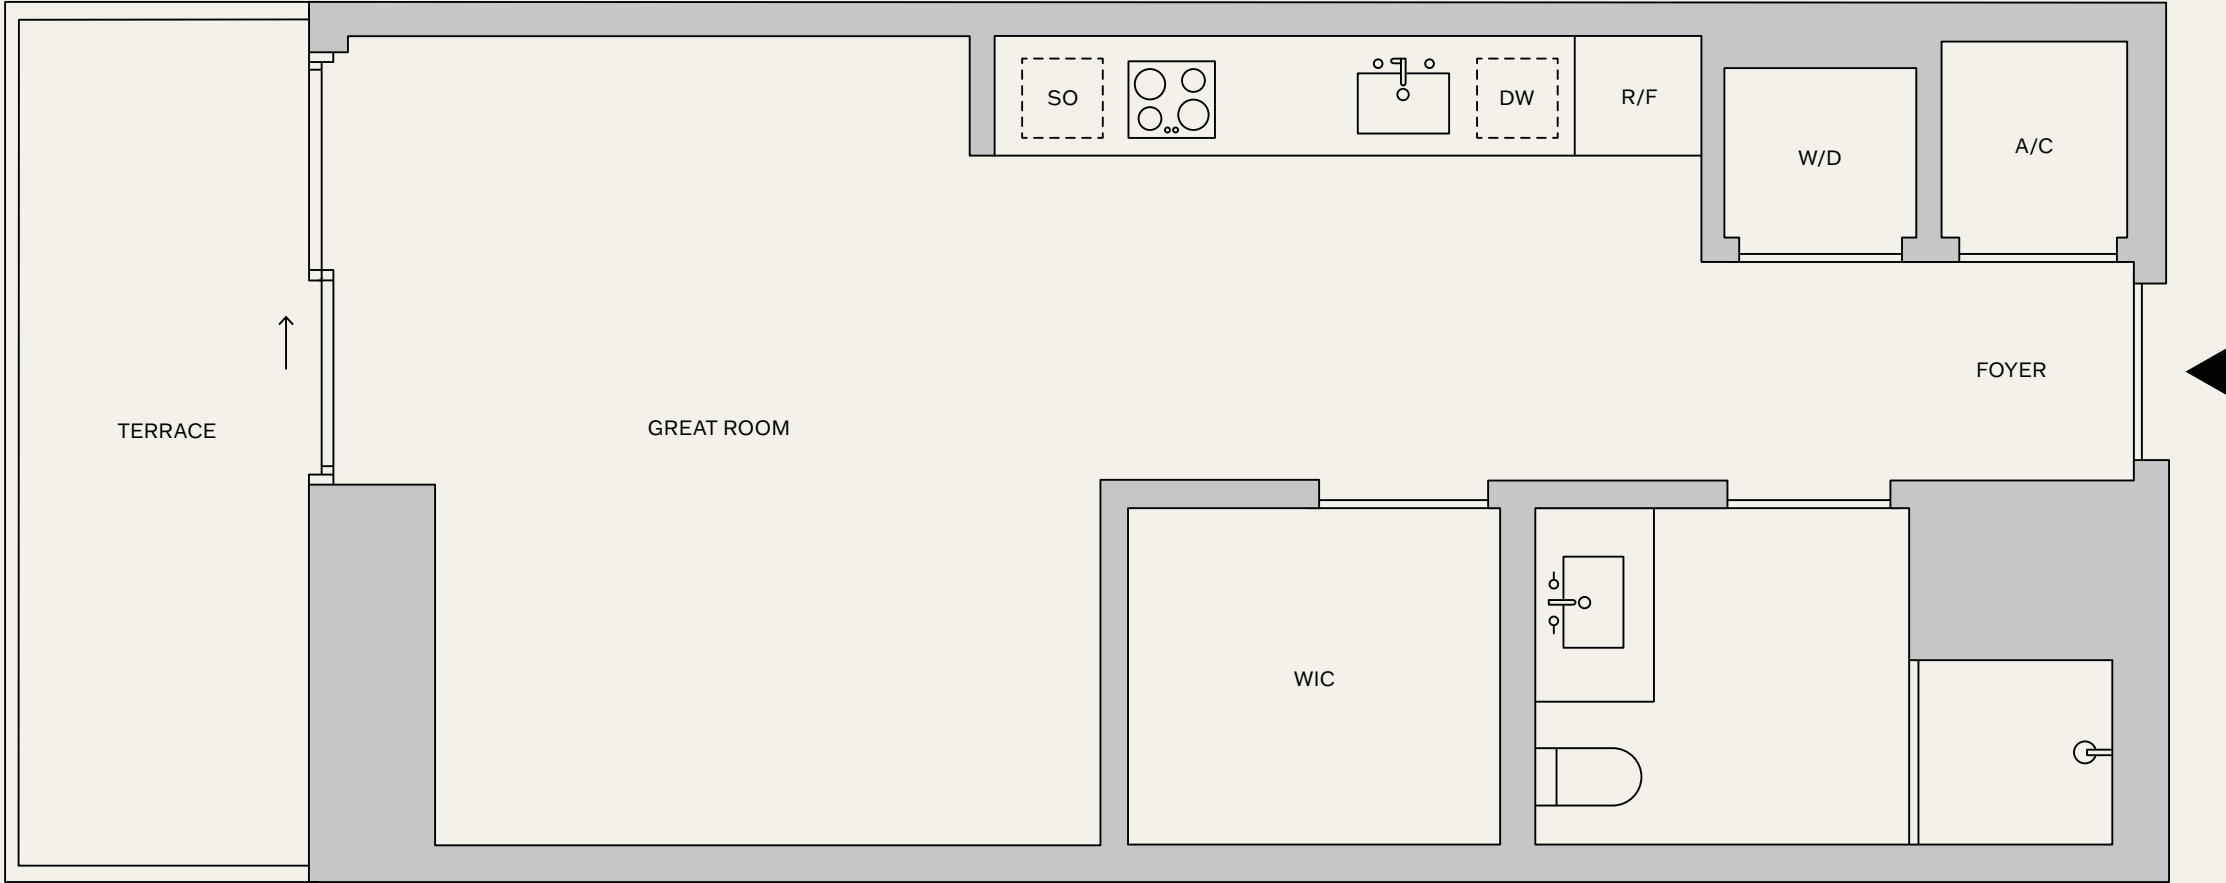 SO
DW
R/F
W/D
A/C
FOYER
TERRACE
GREAT ROOM
WIC